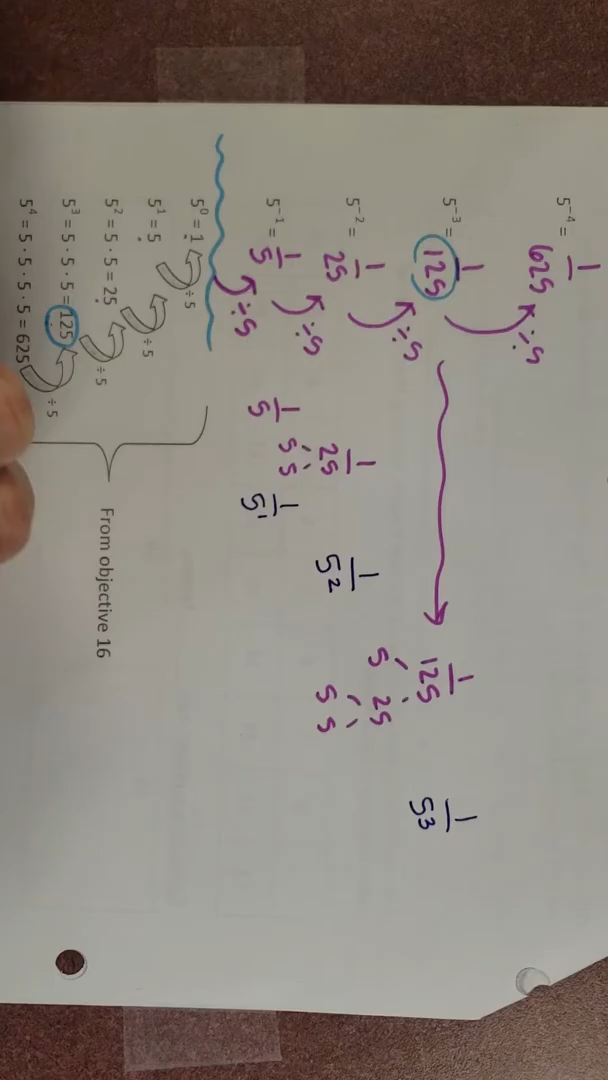 5⁻⁴ = 1/625
÷5
5⁻³ = 1/125
1/125
5 25
5 5
1/5³
÷5
5⁻² = 1/25
1/25
5 5
1/5²
÷5
5⁻¹ = 1/5
1/5
1/5¹
÷5
5⁰ = 1
÷ 5
5¹ = 5
÷ 5
5² = 5 · 5 = 25
÷ 5
5³ = 5 · 5 · 5 = 125
÷ 5
5⁴ = 5 · 5 · 5 · 5 = 625
From objective 16